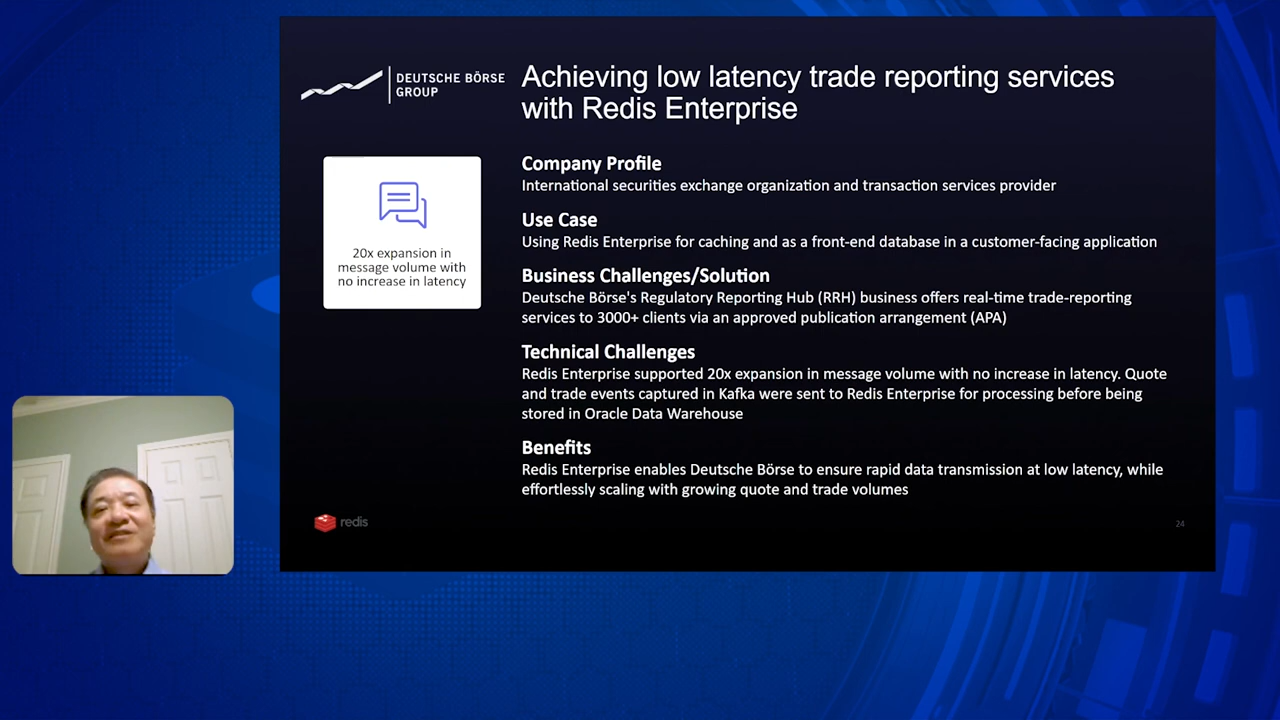 DEUTSCHE BÖRSE
GROUP
Achieving low latency trade reporting services
with Redis Enterprise
20x expansion in
message volume with
no increase in latency
Company Profile
International securities exchange organization and transaction services provider
Use Case
Using Redis Enterprise for caching and as a front-end database in a customer-facing application
Business Challenges/Solution
Deutsche Börse's Regulatory Reporting Hub (RRH) business offers real-time trade-reporting
services to 3000+ clients via an approved publication arrangement (APA)
Technical Challenges
Redis Enterprise supported 20x expansion in message volume with no increase in latency. Quote
and trade events captured in Kafka were sent to Redis Enterprise for processing before being
stored in Oracle Data Warehouse
Benefits
Redis Enterprise enables Deutsche Börse to ensure rapid data transmission at low latency, while
effortlessly scaling with growing quote and trade volumes
redis
24